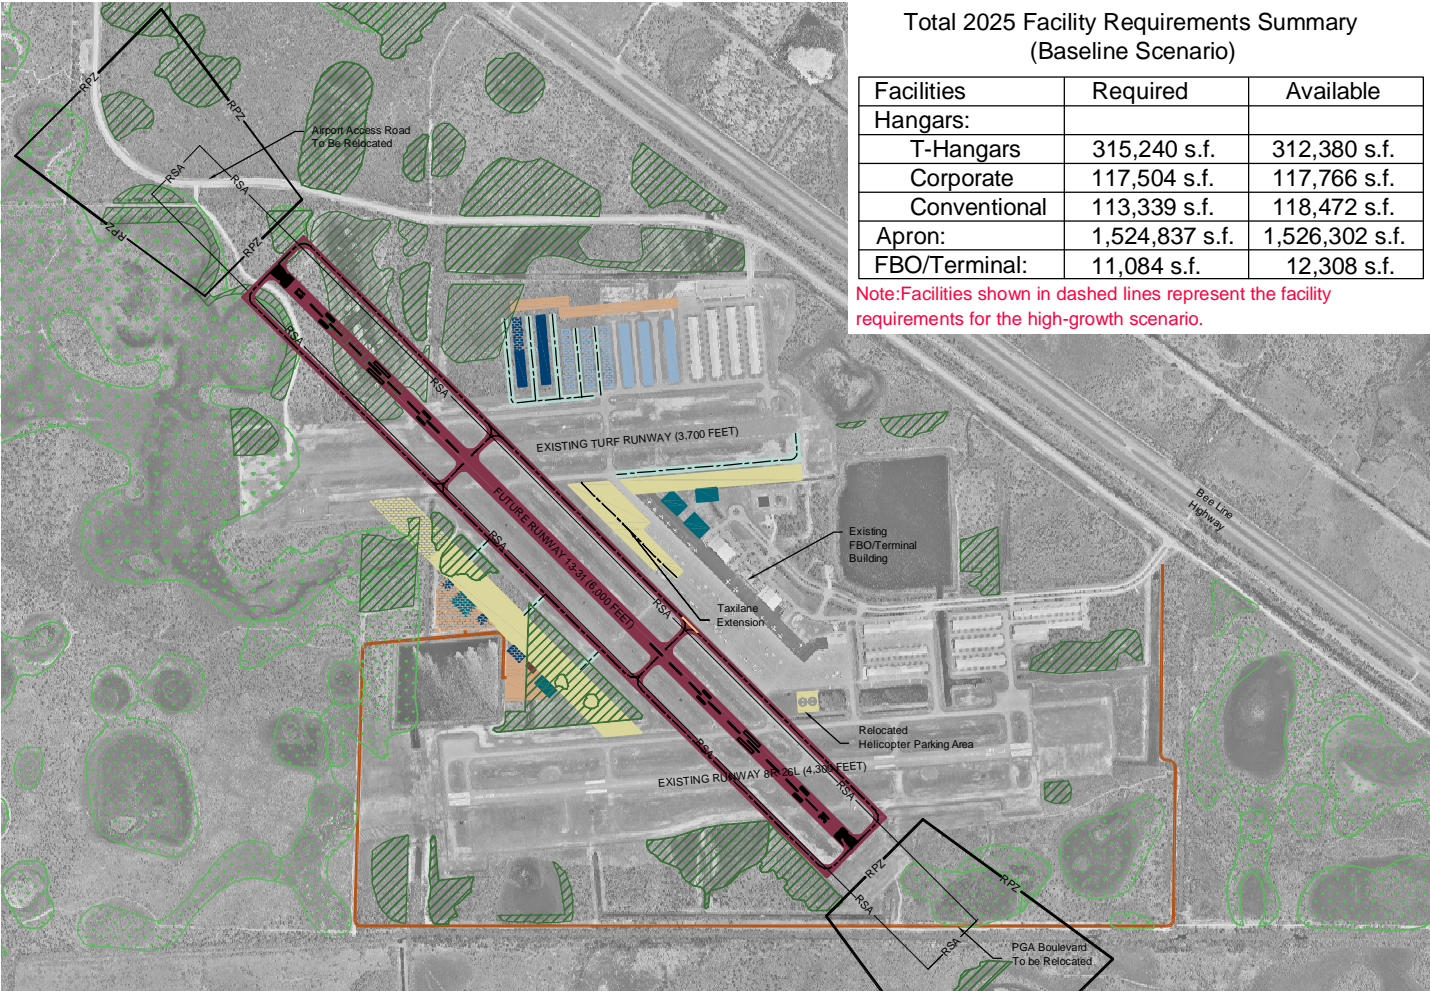 Total 2025 Facility Requirements Summary
(Baseline Scenario)
Facilities Required Available
Hangars:
T-Hangars 315,240 s.f. 312,380 s.f.
Corporate 117,504 s.f. 117,766 s.f.
Conventional 113,339 s.f. 118,472 s.f.
Apron: 1,524,837 s.f. 1,526,302 s.f.
FBO/Terminal: 11,084 s.f. 12,308 s.f.
Note:Facilities shown in dashed lines represent the facility
requirements for the high-growth scenario.
RPZ
RPZ
Airport Access Road
To Be Relocated
RSA
RSA
RPZ
RPZ
RSA
RSA
EXISTING TURF RUNWAY (3,700 FEET)
Bee Line
Highway
FUTURE RUNWAY 13-31 (6,000 FEET)
RSA
Existing
FBO/Terminal
Building
RSA
Taxilane
Extension
Relocated
Helicopter Parking Area
RSA
EXISTING RUNWAY 8R-26L (4,300 FEET)
RSA
RPZ
RPZ
RSA
RSA
PGA Boulevard
To be Relocated